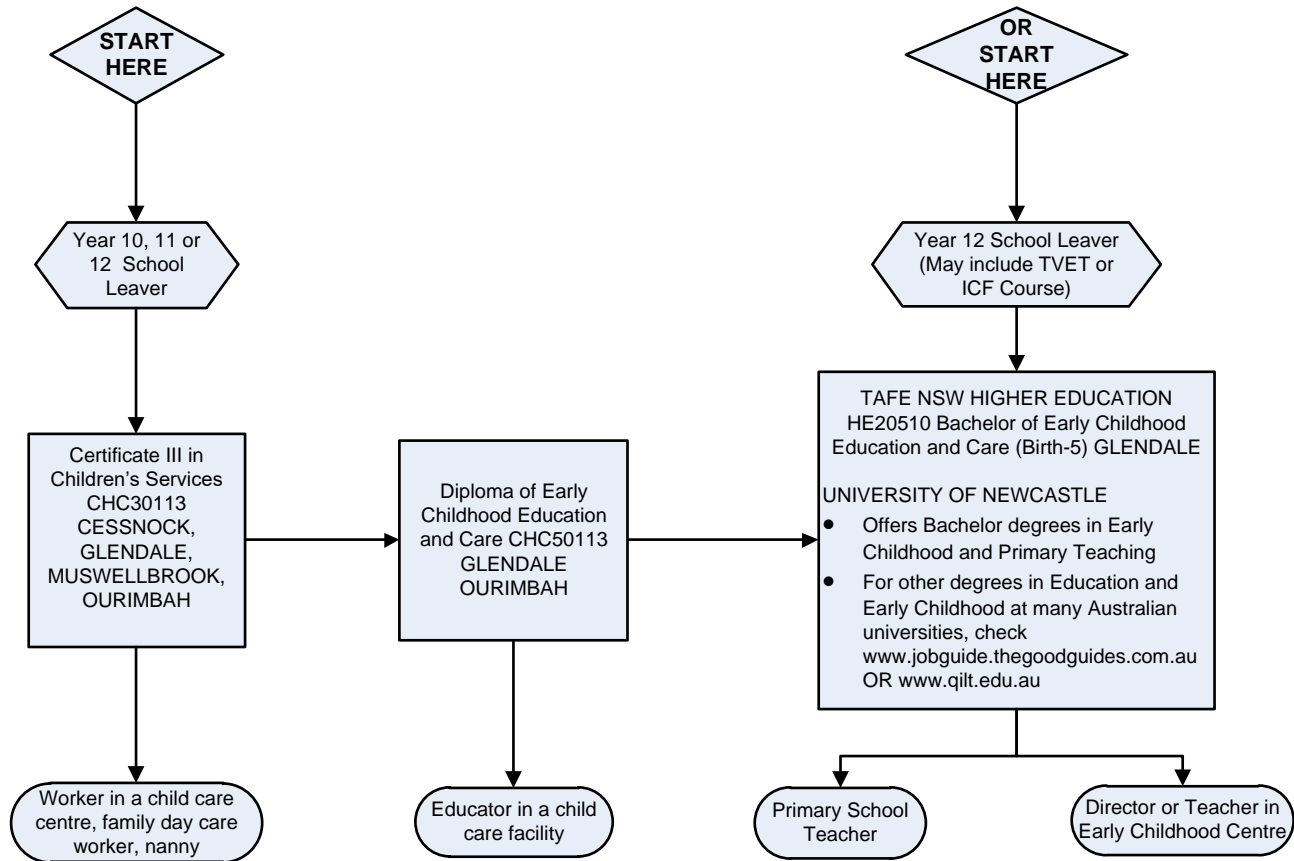 START
HERE
OR
START
HERE
Year 10, 11 or
12 School
Leaver
Year 12 School Leaver
(May include TVET or
ICF Course)
Certificate III in
Children’s Services
CHC30113
CESSNOCK,
GLENDALE,
MUSWELLBROOK,
OURIMBAH
Diploma of Early
Childhood Education
and Care CHC50113
GLENDALE
OURIMBAH
TAFE NSW HIGHER EDUCATION
HE20510 Bachelor of Early Childhood
Education and Care (Birth-5) GLENDALE
UNIVERSITY OF NEWCASTLE
• Offers Bachelor degrees in Early
Childhood and Primary Teaching
• For other degrees in Education and
Early Childhood at many Australian
universities, check
www.jobguide.thegoodguides.com.au
OR www.qilt.edu.au
Worker in a child care
centre, family day care
worker, nanny
Educator in a child
care facility
Primary School
Teacher
Director or Teacher in
Early Childhood Centre